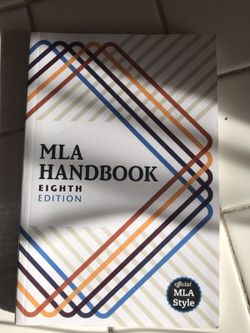 MLA
HANDBOOK
EIGHTH
EDITION
official
MLA
Style